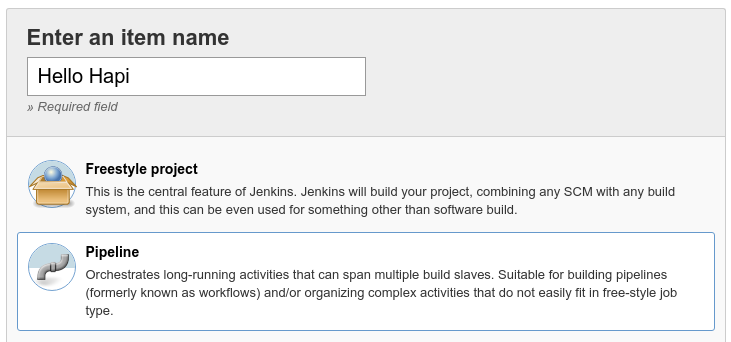 Enter an item name
Hello Hapi
» Required field
Freestyle project
This is the central feature of Jenkins. Jenkins will build your project, combining any SCM with any build
system, and this can be even used for something other than software build.
Pipeline
Orchestrates long-running activities that can span multiple build slaves. Suitable for building pipelines
(formerly known as workflows) and/or organizing complex activities that do not easily fit in free-style job
type.